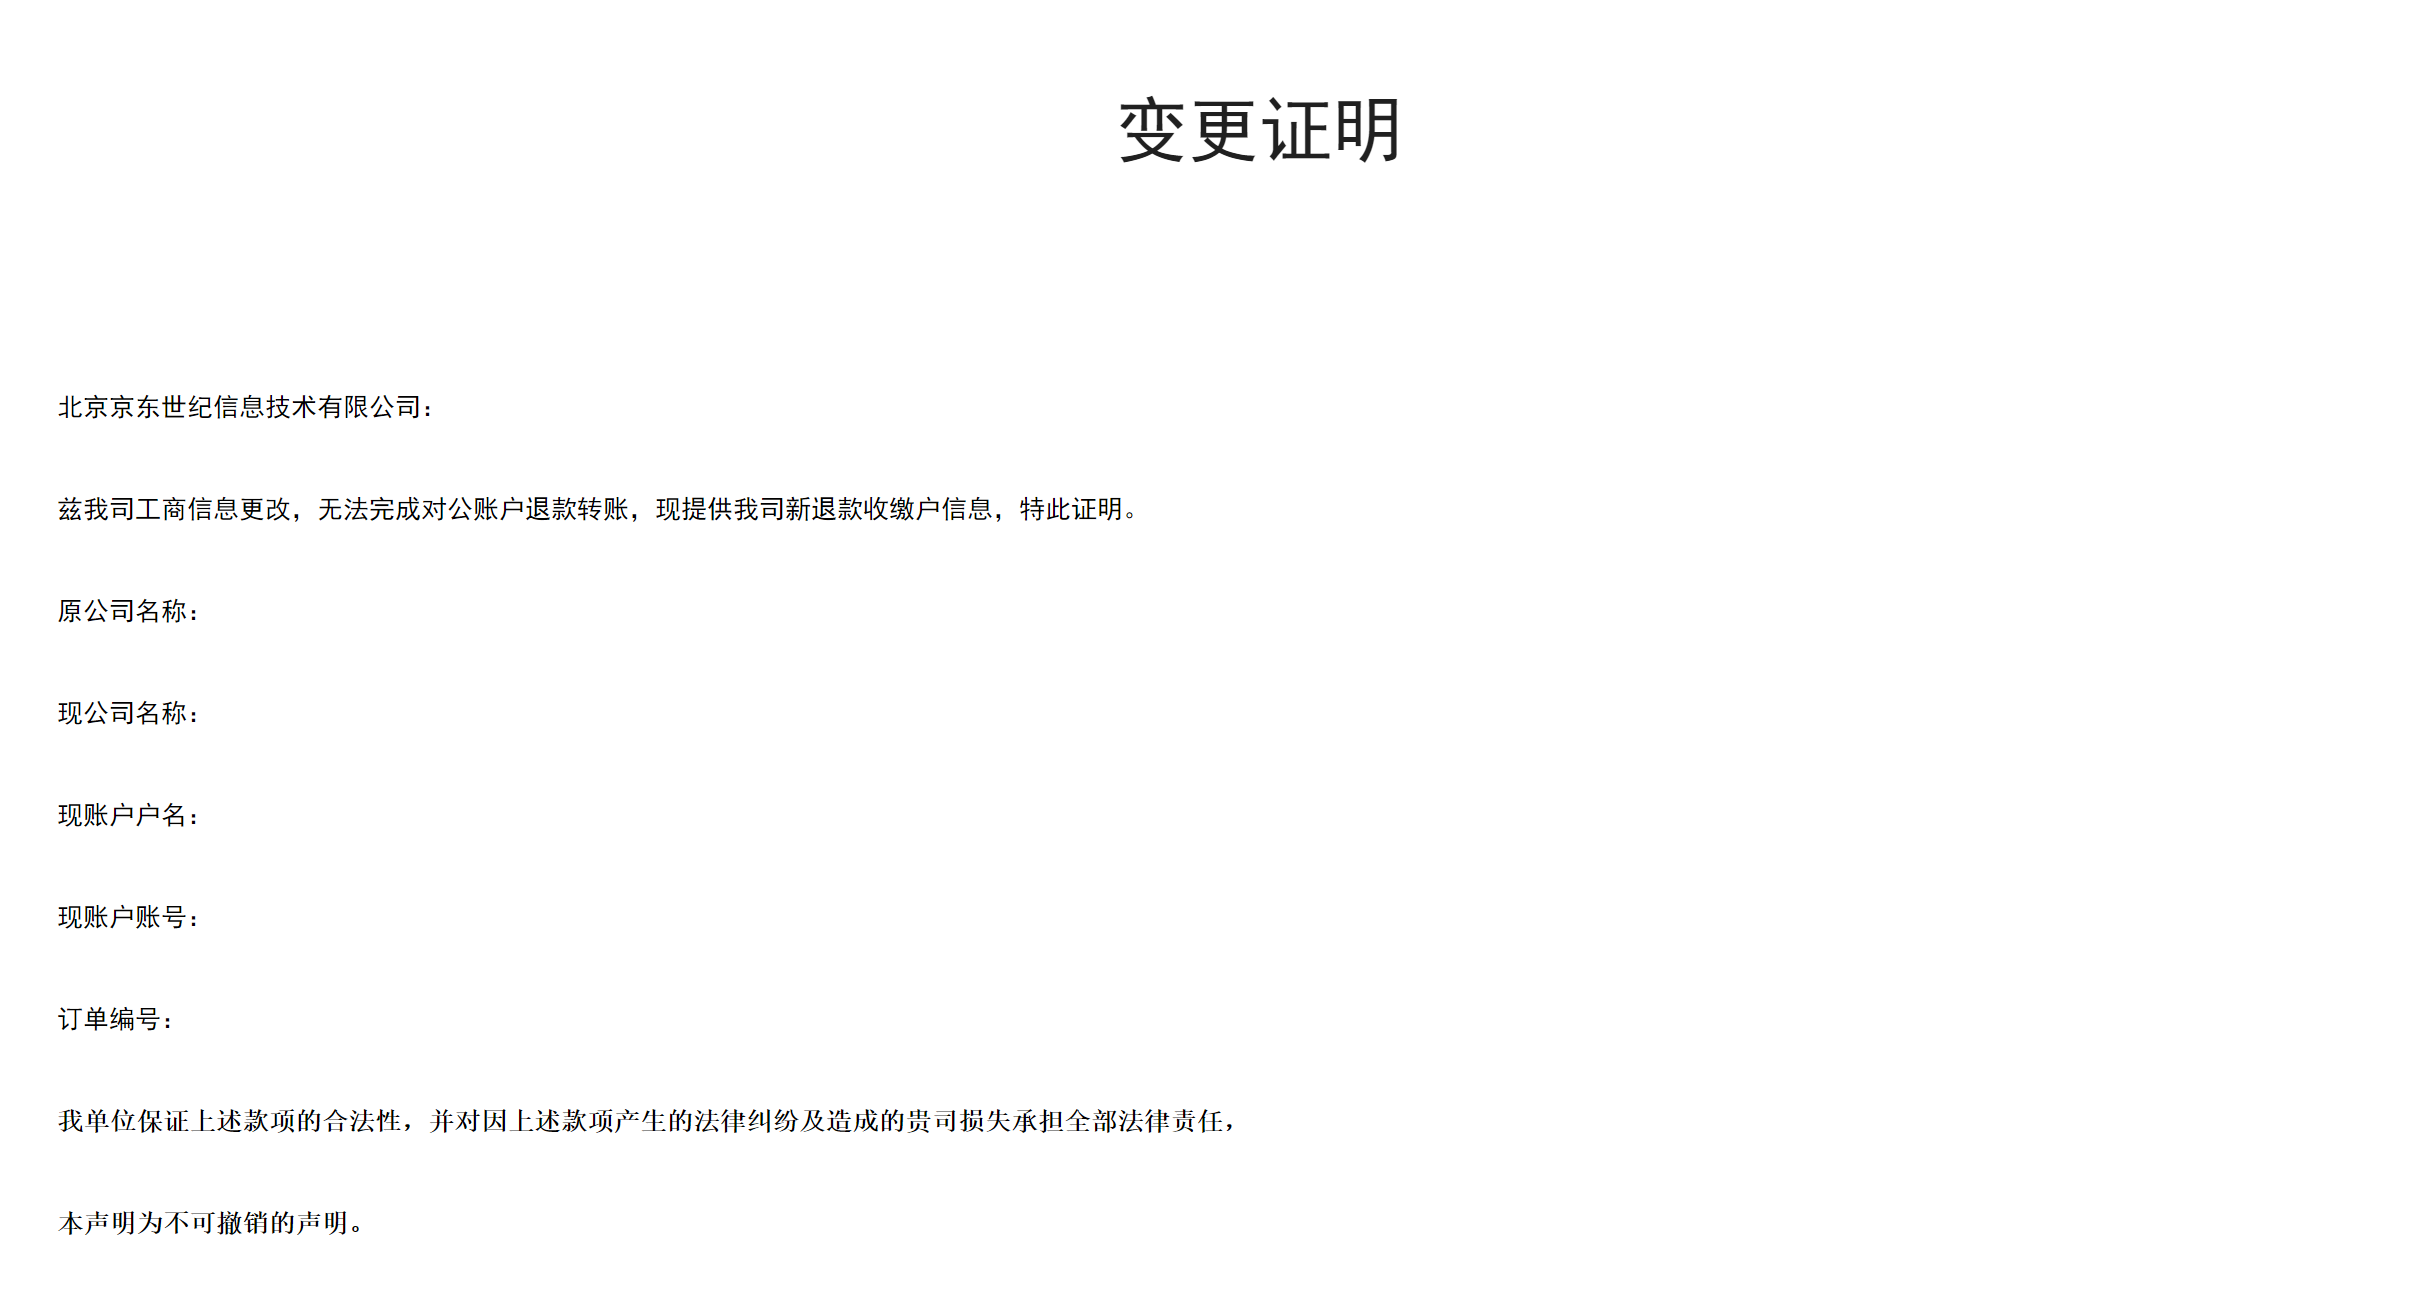 变更证明
北京京东世纪信息技术有限公司：
兹我司工商信息更改，无法完成对公账户退款转账，现提供我司新退款收缴户信息，特此证明。
原公司名称：
现公司名称：
现账户户名：
现账户账号：
订单编号：
我单位保证上述款项的合法性，并对因上述款项产生的法律纠纷及造成的贵司损失承担全部法律责任，
本声明为不可撤销的声明。